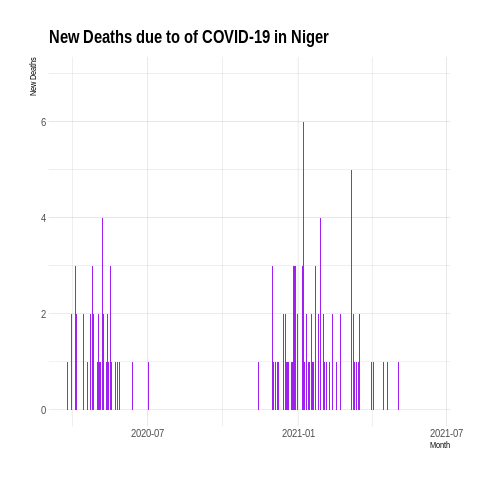 New Deaths due to of COVID-19 in Niger
New Deaths
6
4
2
0
2020-07
2021-01
2021-07
Month